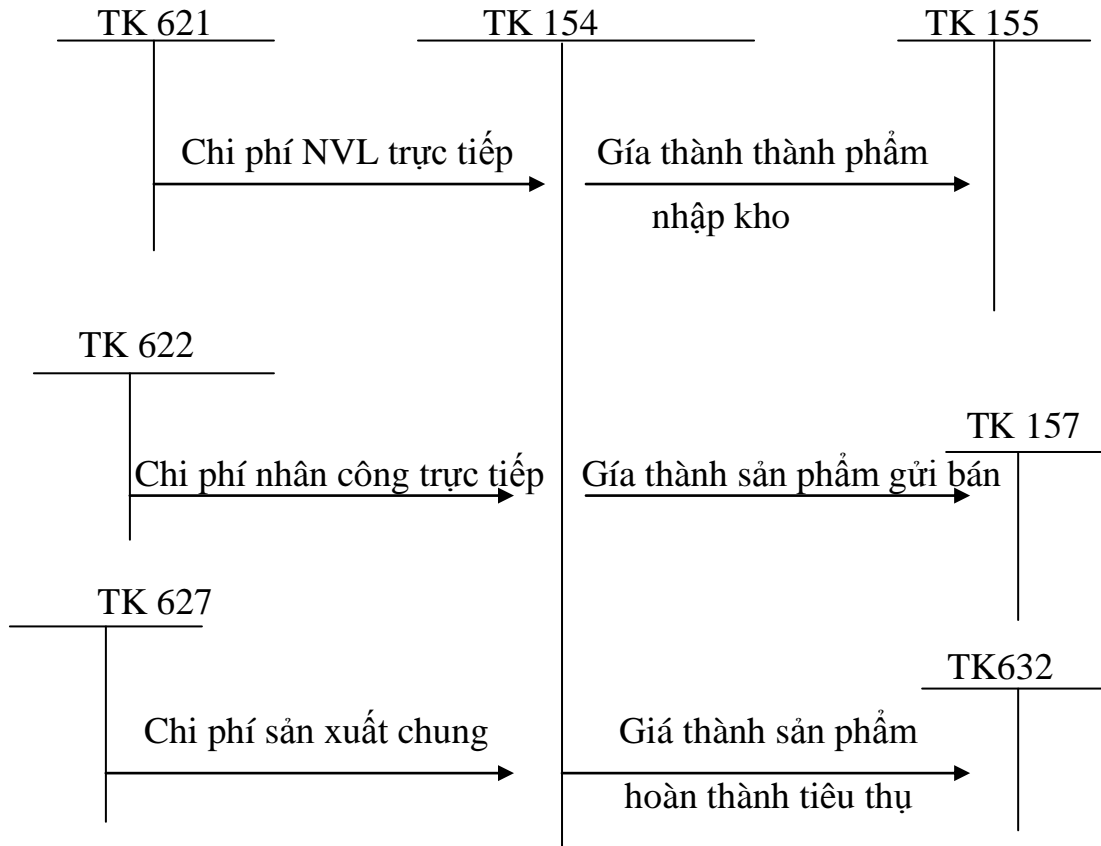 TK 621
TK 154
TK 155
Chi phí NVL trực tiếp
Gía thành thành phẩm
nhập kho
TK 622
TK 157
Chi phí nhân công trực tiếp
Gía thành sản phẩm gửi bán
TK 627
TK632
Chi phí sản xuất chung
Giá thành sản phẩm
hoàn thành tiêu thụ